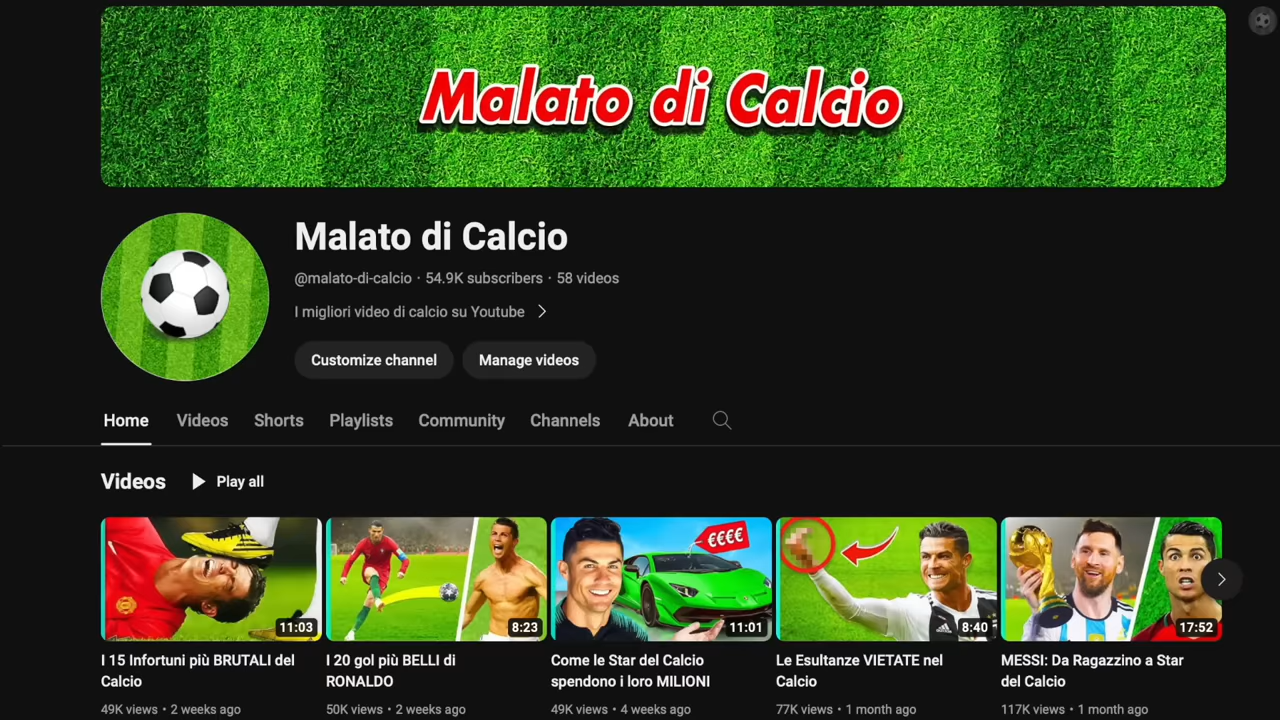 Malato di Calcio
Malato di Calcio
@malato-di-calcio · 54.9K subscribers · 58 videos
I migliori video di calcio su Youtube
Customize channel
Manage videos
Home
Videos
Shorts
Playlists
Community
Channels
About
Videos
Play all
€€€€
11:03
8:23
11:01
8:40
17:52
I 15 Infortuni più BRUTALI del
Calcio
49K views • 2 weeks ago
I 20 gol più BELLI di
RONALDO
50K views • 2 weeks ago
Come le Star del Calcio
spendono i loro MILIONI
49K views • 4 weeks ago
Le Esultanze VIETATE nel
Calcio
77K views • 1 month ago
MESSI: Da Ragazzino a Star
del Calcio
117K views • 1 month ago